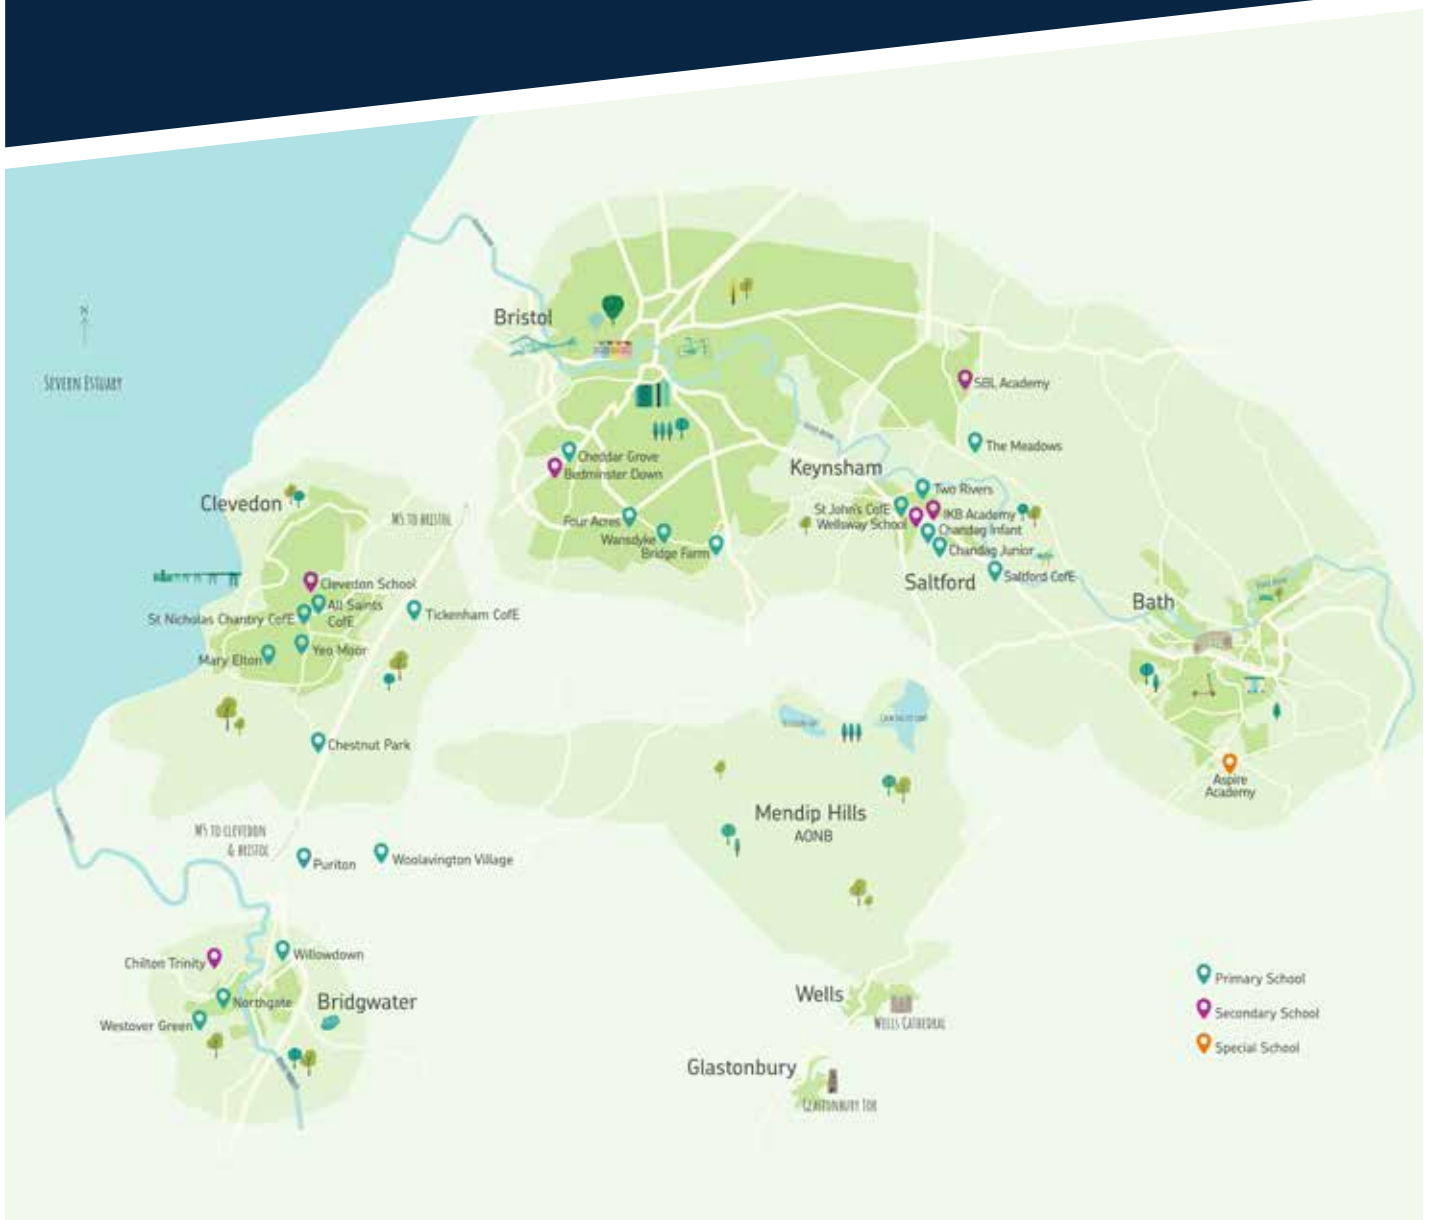 Bristol
SEVERN ESTUARY
SBL Academy
The Meadows
Cheddar Grove
Bedminster Down
Keynsham
Two Rivers
Clevedon
M5 TO BRISTOL
St John's CofE
IKB Academy
Wellsway School
Four Acres
Chandag Infant
Wansdyke
Bridge Farm
Chandag Junior
Saltford CofE
Saltford
Clevedon School
Bath
All Saints
CofE
St Nicholas Chantry CofE
Tickenham CofE
Yeo Moor
Mary Elton
Chestnut Park
Aspire
Academy
Mendip Hills
AONB
M5 TO CLEVEDON
& BRISTOL
Puriton
Woolavington Village
Willowdown
Chilton Trinity
Northgate
Bridgwater
Westover Green
Wells
WELLS CATHEDRAL
Glastonbury
GLASTONBURY TOR
Primary School
Secondary School
Special School